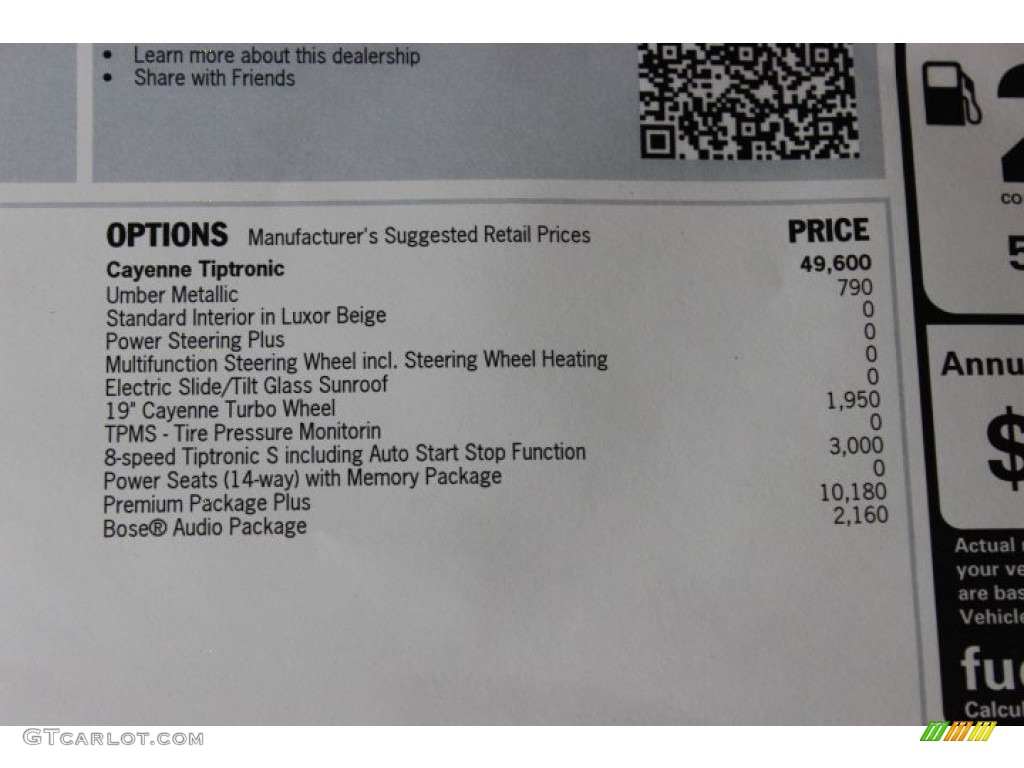 • Learn more about this dealership
• Share with Friends
OPTIONS Manufacturer's Suggested Retail Prices PRICE
Cayenne Tiptronic 49,600
Umber Metallic 790
Standard Interior in Luxor Beige 0
Power Steering Plus 0
Multifunction Steering Wheel incl. Steering Wheel Heating 0
Electric Slide/Tilt Glass Sunroof 0
19" Cayenne Turbo Wheel 1,950
TPMS - Tire Pressure Monitorin 0
8-speed Tiptronic S including Auto Start Stop Function 3,000
Power Seats (14-way) with Memory Package 0
Premium Package Plus 10,180
Bose® Audio Package 2,160
2
co
5
Annu
$
Actual
your ve
are bas
Vehicle
fu
Calcul
GTcarlot.com